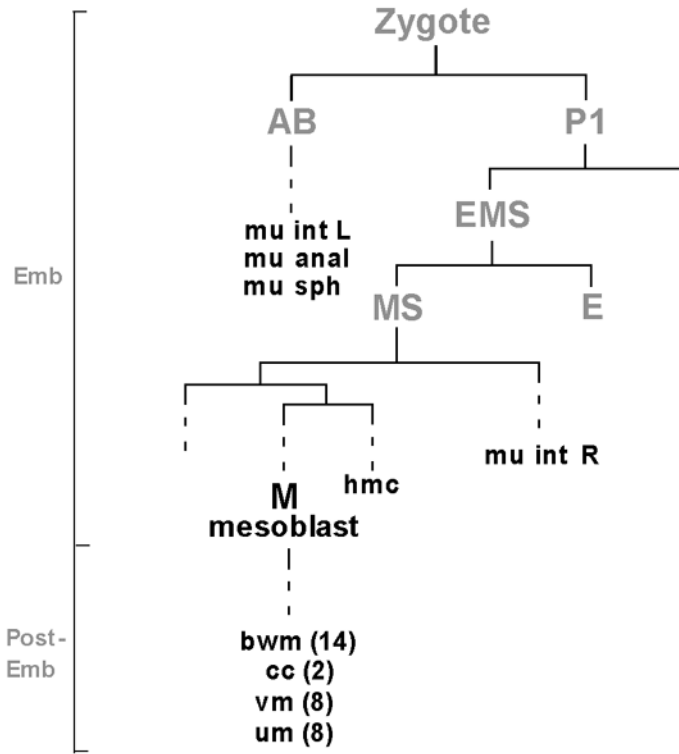 Zygote
AB P1
EMS
mu int L
mu anal
mu sph
Emb
MS E
mu int R
hmc
M
mesoblast
Post-
Emb
bwm (14)
cc (2)
vm (8)
um (8)